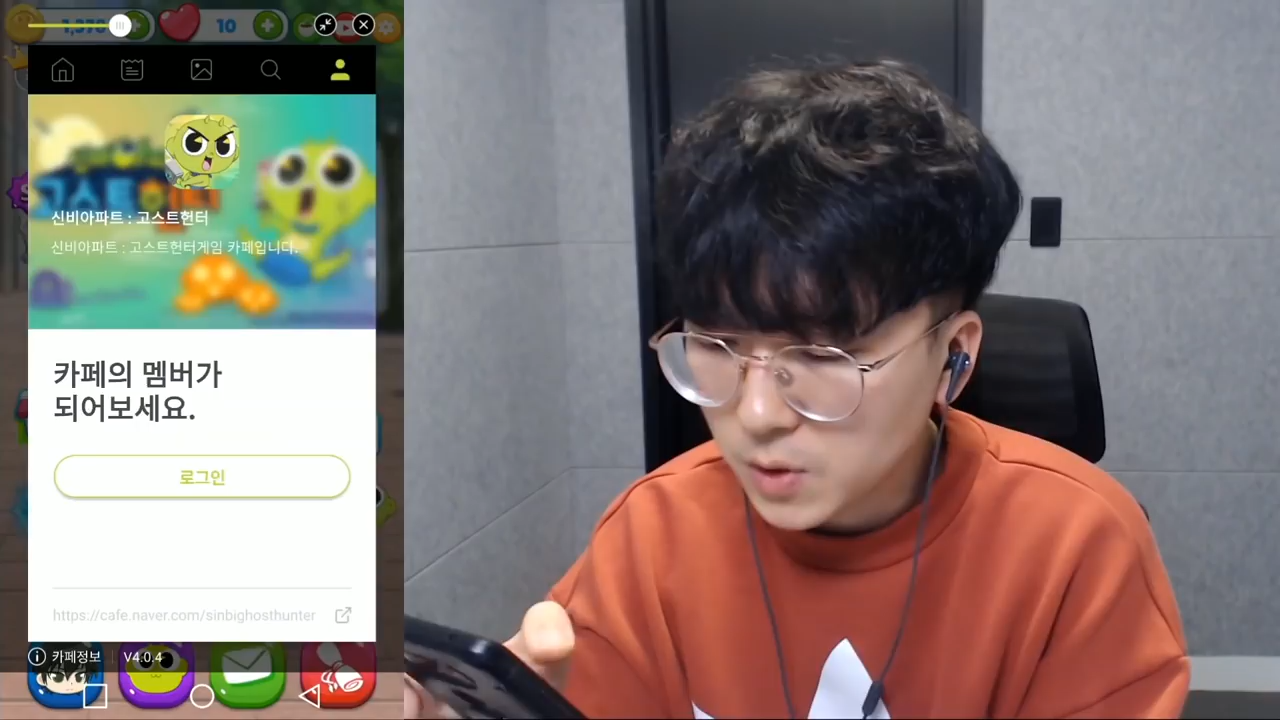 1,378
10
신비아파트 : 고스트헌터
신비아파트 : 고스트헌터게임 카페입니다.
카페의 멤버가
되어보세요.
로그인
https://cafe.naver.com/sinbighosthunter
카페정보
V4.0.4